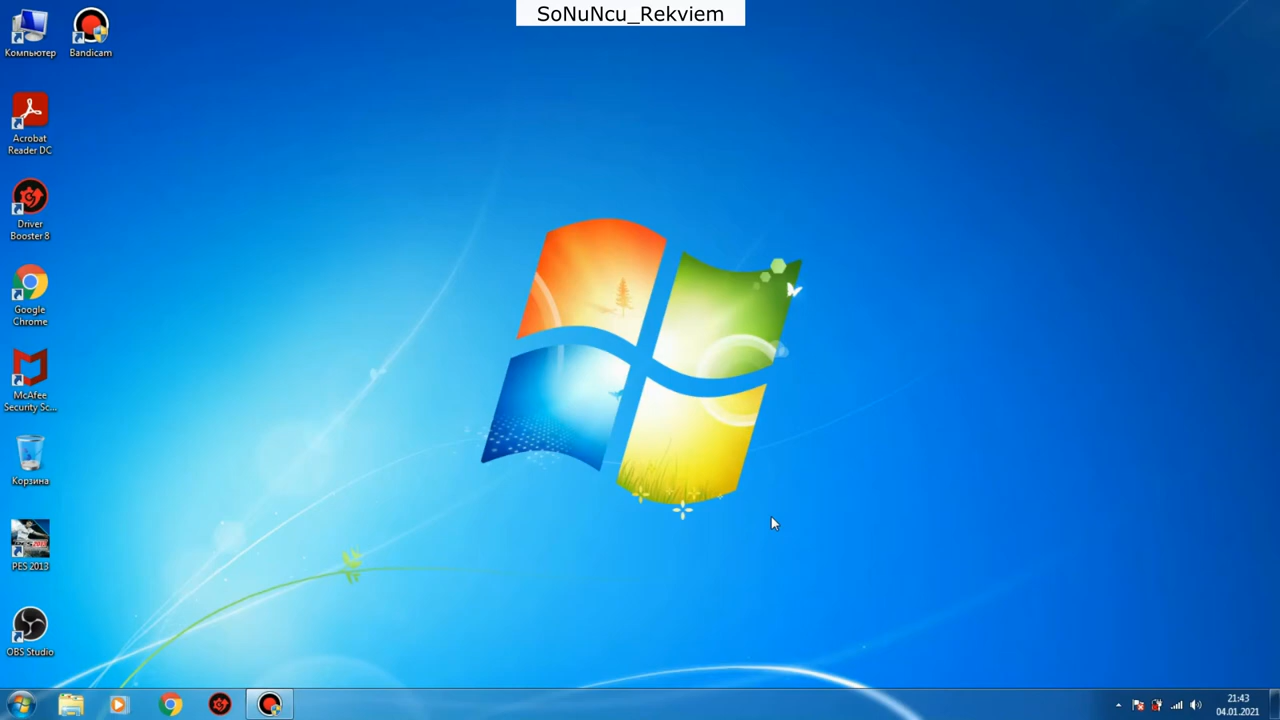 SoNuNcu_Rekviem
Компьютер
Bandicam
Acrobat
Reader DC
Driver
Booster 8
Google
Chrome
McAfee
Security Sc...
Корзина
PES 2013
OBS Studio
21:43
04.01.2021